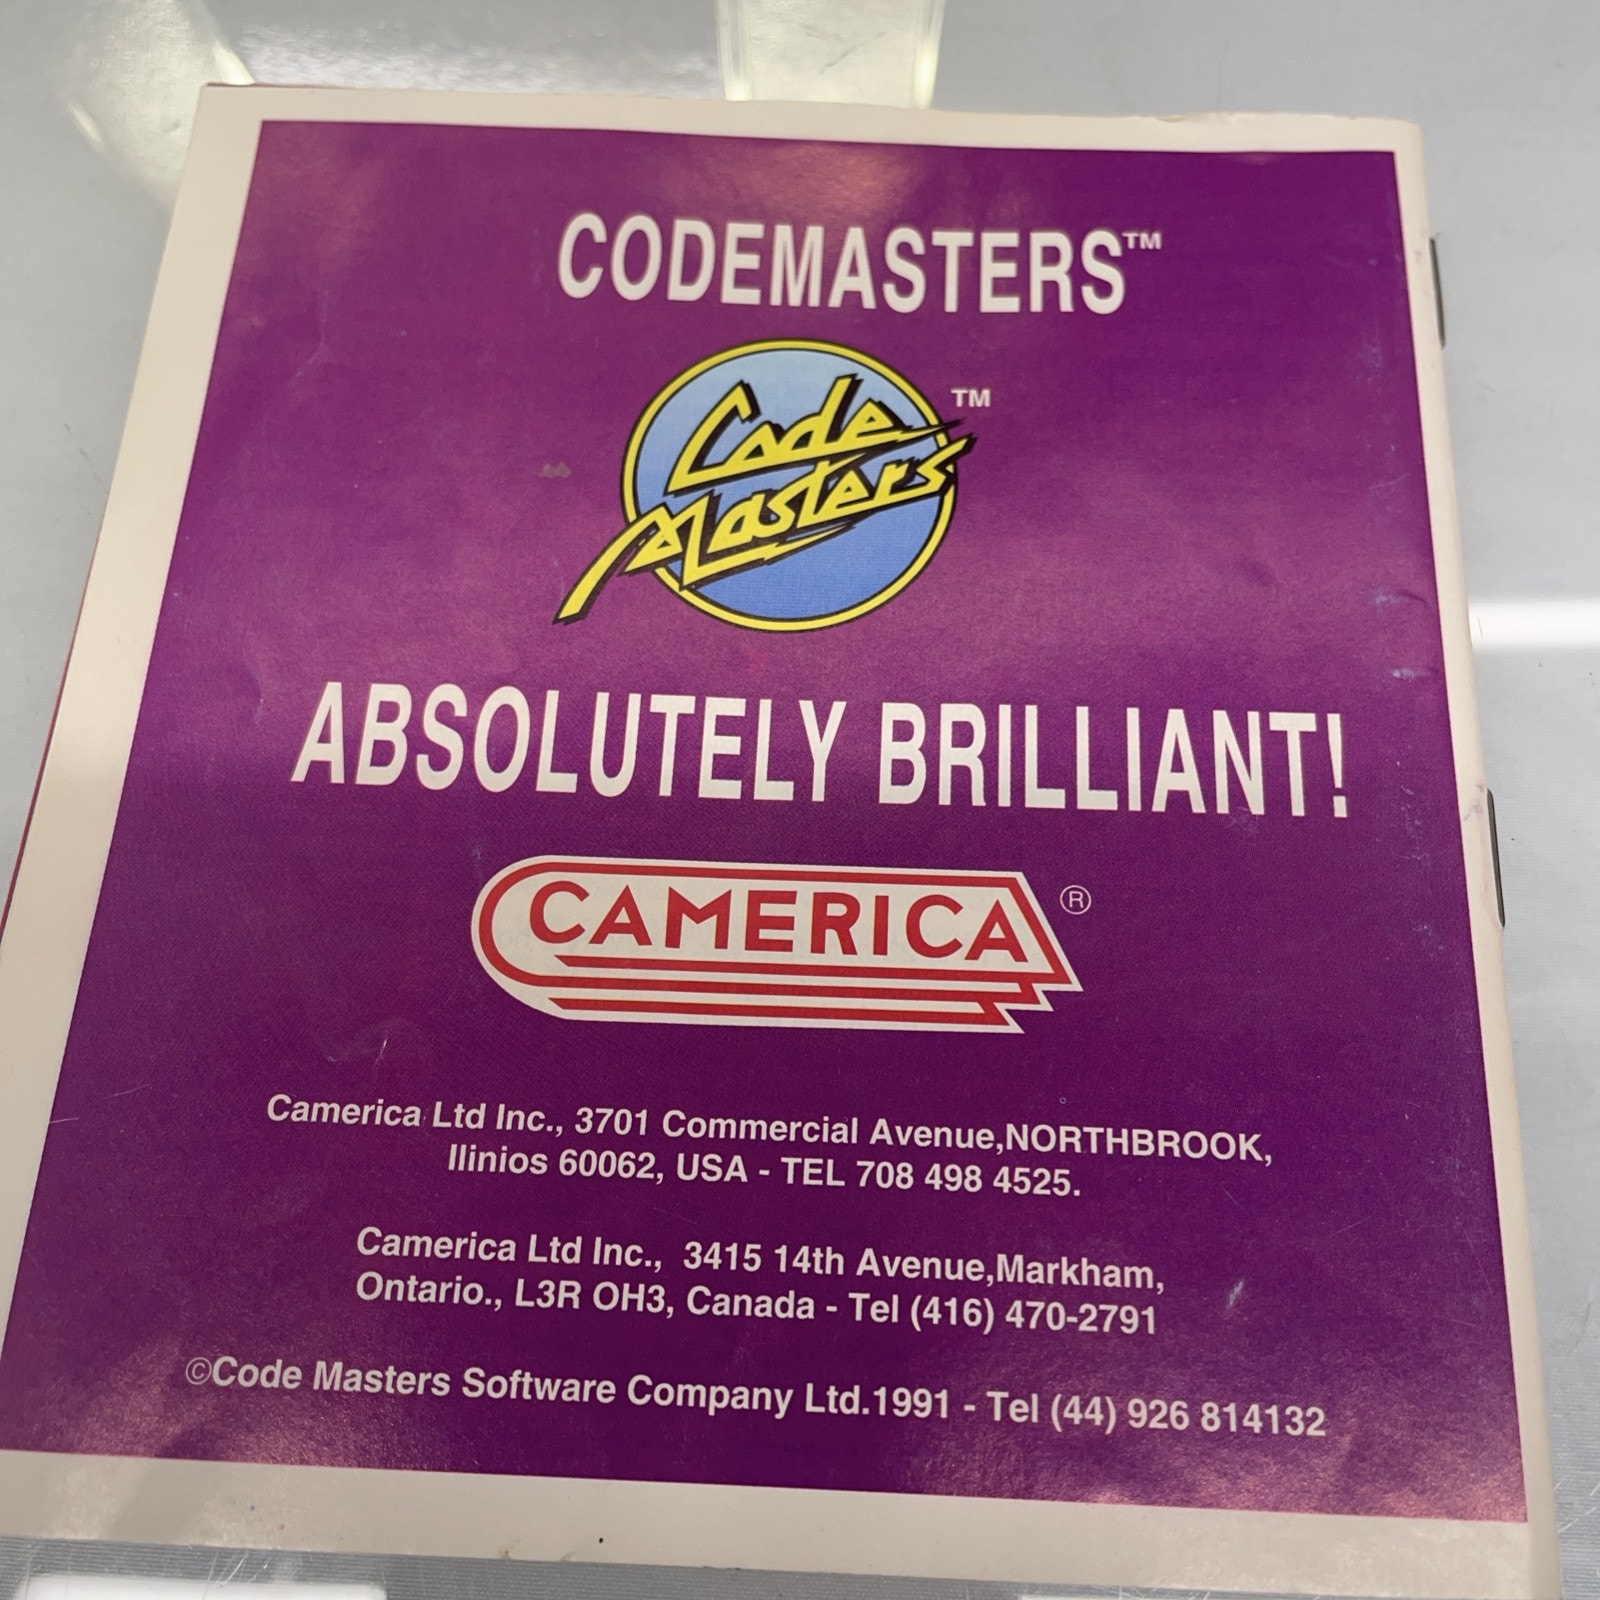 CODEMASTERS™
Code™
Masters
ABSOLUTELY BRILLIANT!
CAMERICA®
Camerica Ltd Inc., 3701 Commercial Avenue,NORTHBROOK,
Ilinios 60062, USA - TEL 708 498 4525.
Camerica Ltd Inc., 3415 14th Avenue,Markham,
Ontario., L3R OH3, Canada - Tel (416) 470-2791
©Code Masters Software Company Ltd.1991 - Tel (44) 926 814132